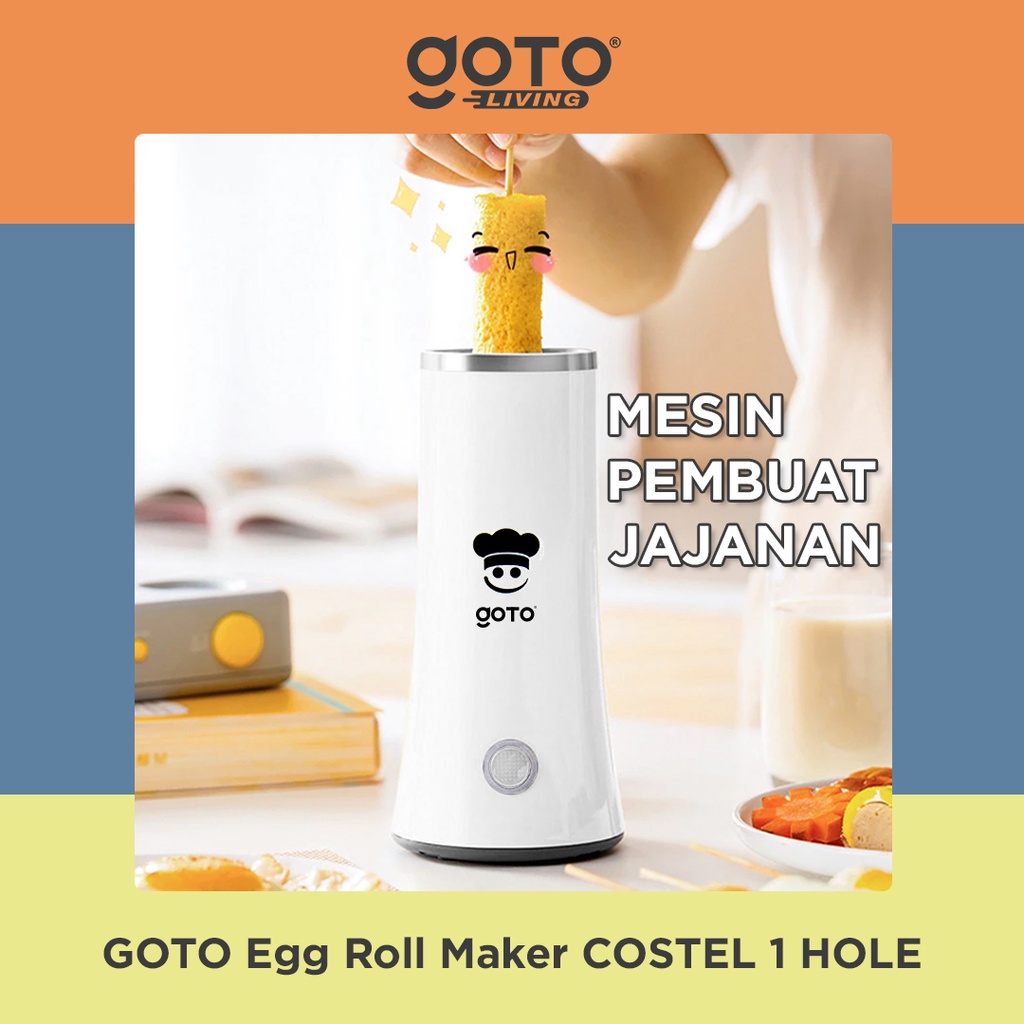 goTo®
LIVING
MESIN
PEMBUAT
JAJANAN
goTo
GOTO Egg Roll Maker COSTEL 1 HOLE